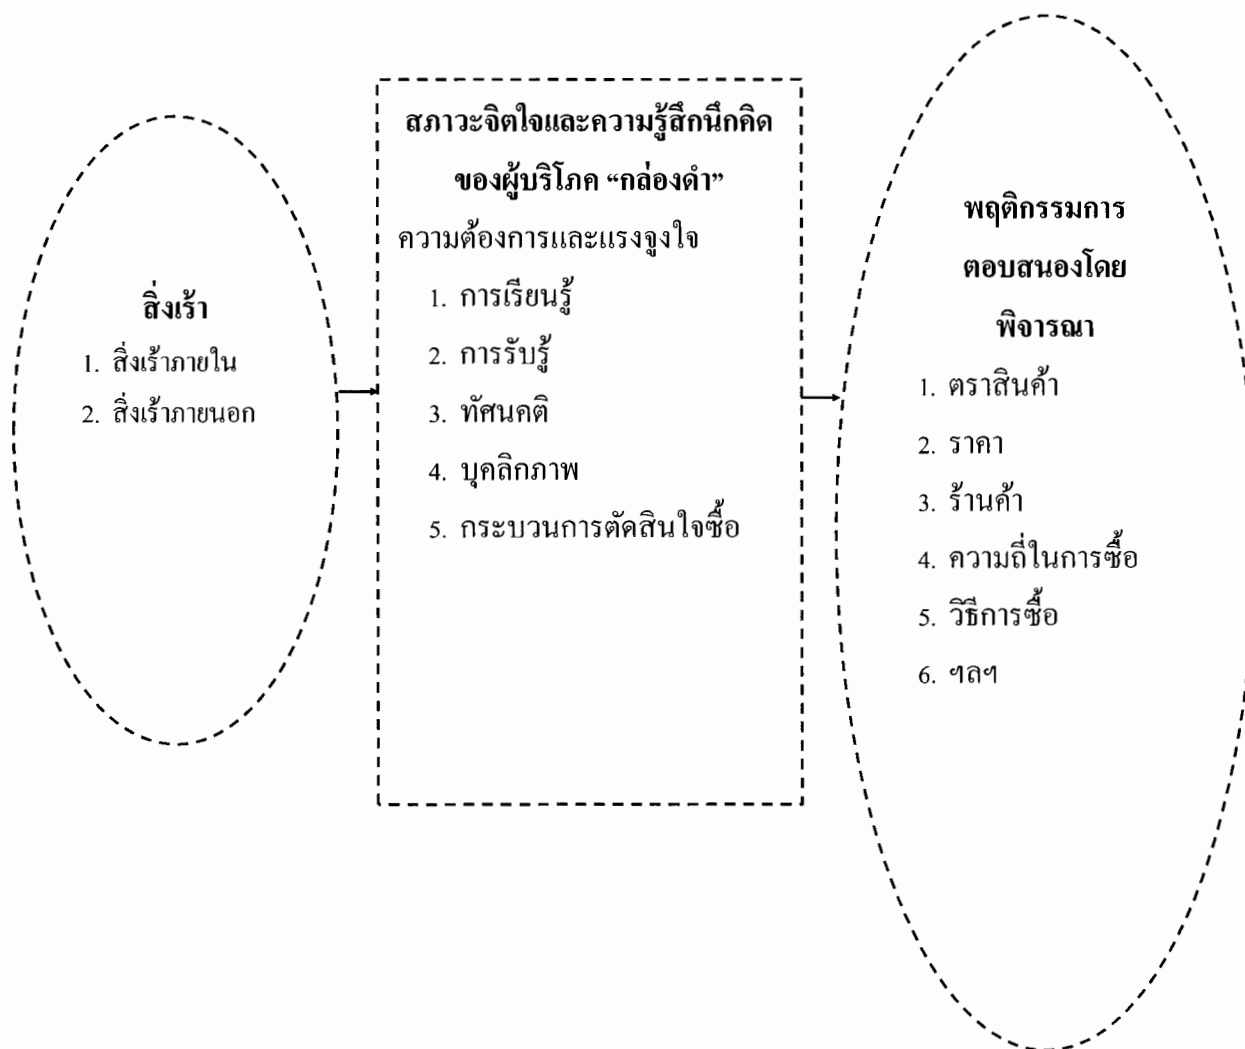 สิ่งเร้า
1. สิ่งเร้าภายใน
2. สิ่งเร้าภายนอก
สภาวะจิตใจและความรู้สึกนึกคิด
ของผู้บริโภค “กล่องดำ”
ความต้องการและแรงจูงใจ
1. การเรียนรู้
2. การรับรู้
3. ทัศนคติ
4. บุคลิกภาพ
5. กระบวนการตัดสินใจซื้อ
พฤติกรรมการ
ตอบสนองโดย
พิจารณา
1. ตราสินค้า
2. ราคา
3. ร้านค้า
4. ความถี่ในการซื้อ
5. วิธีการซื้อ
6. ฯลฯ